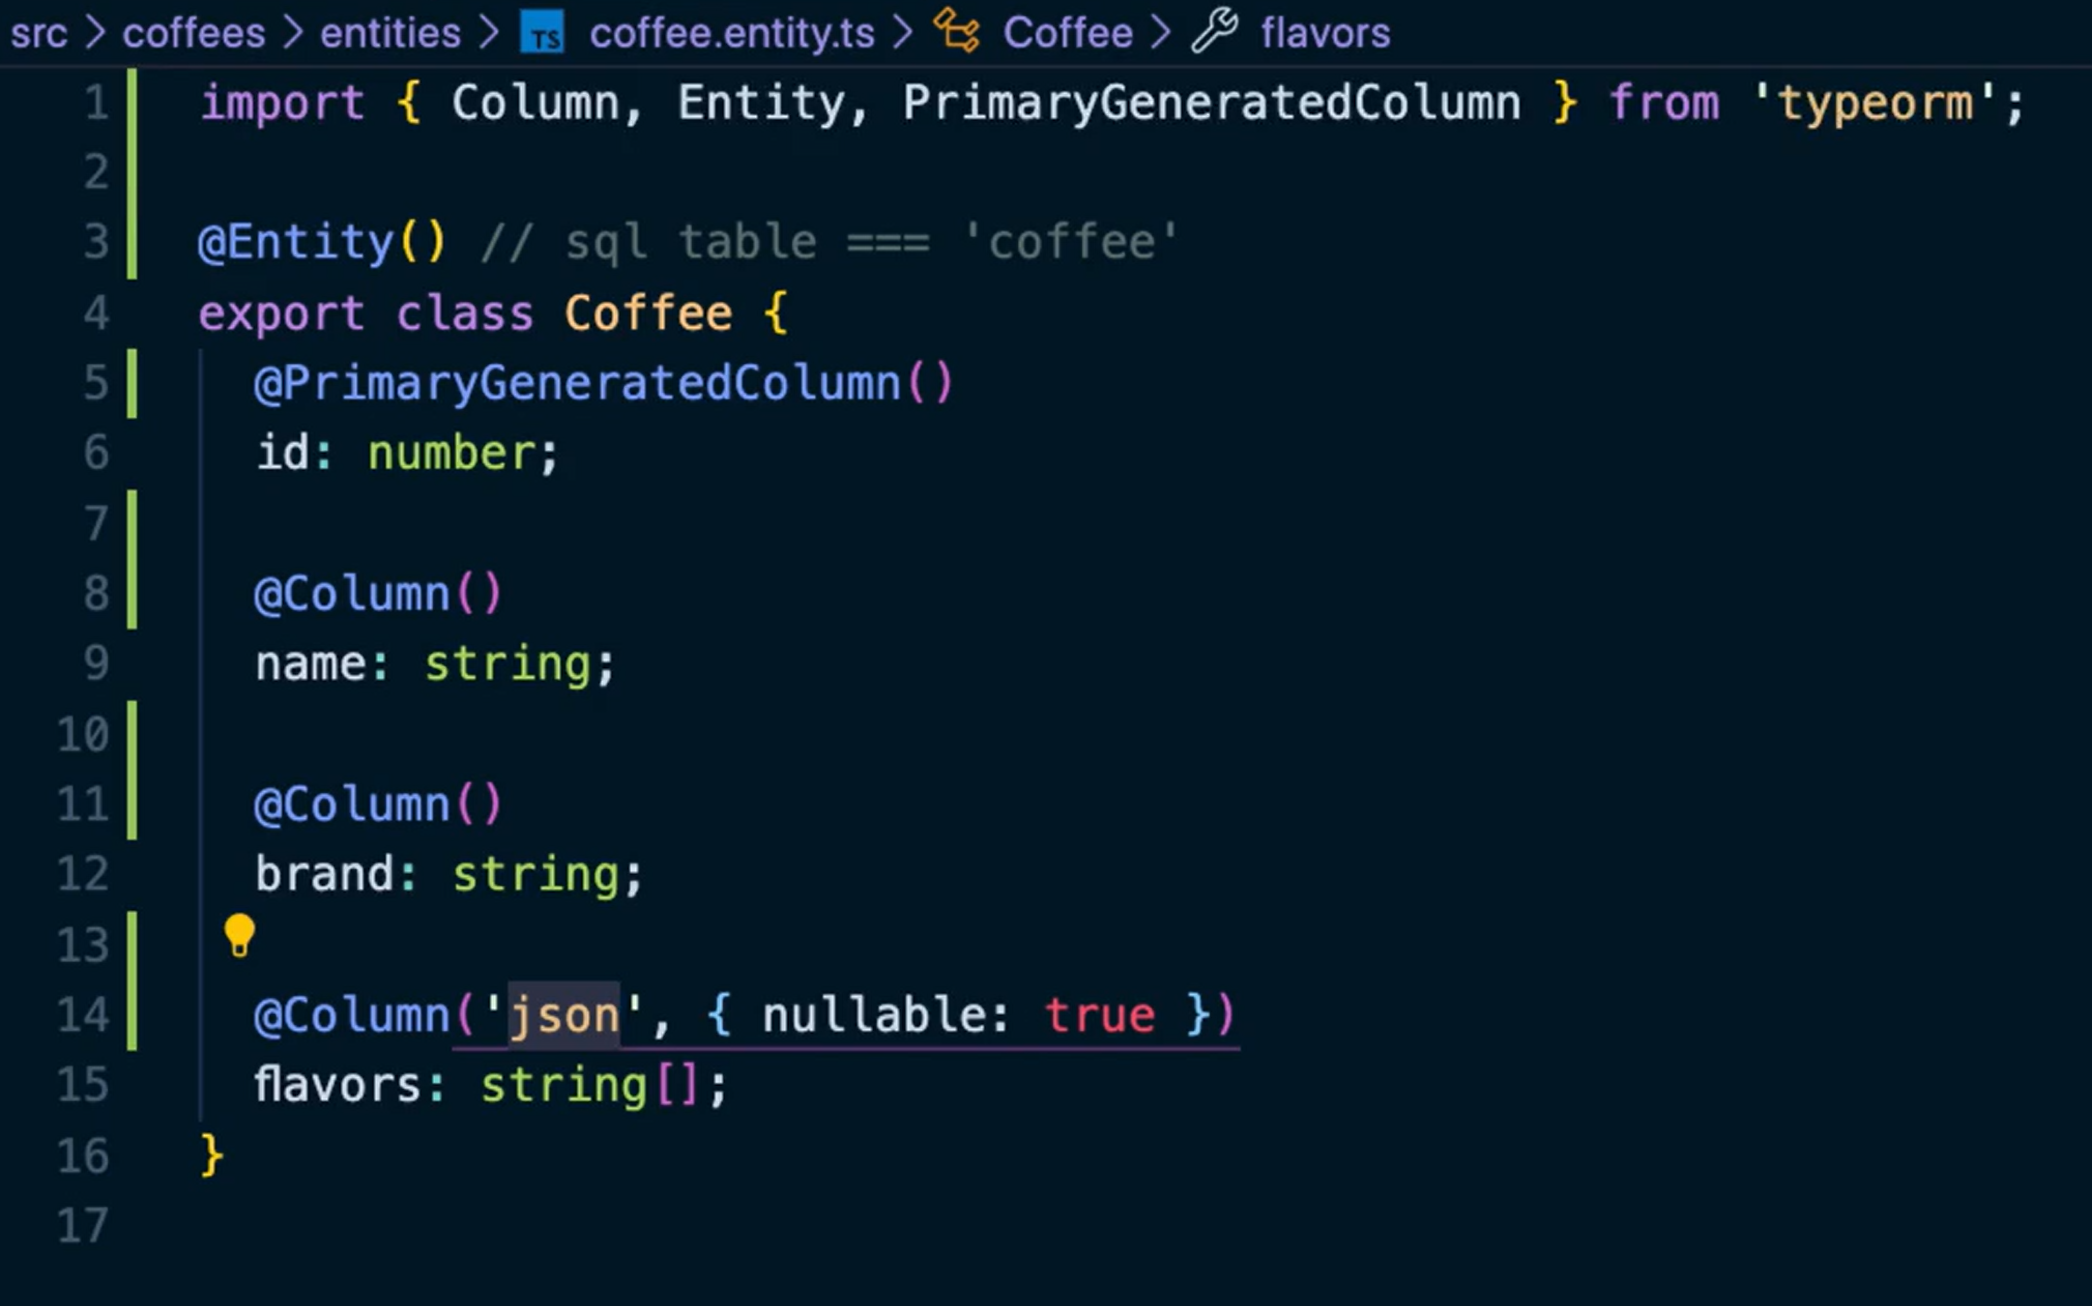 src > coffees > entities > TS coffee.entity.ts > Coffee > flavors
1 import { Column, Entity, PrimaryGeneratedColumn } from 'typeorm';
2
3 @Entity() // sql table === 'coffee'
4 export class Coffee {
5 @PrimaryGeneratedColumn()
6 id: number;
7
8 @Column()
9 name: string;
10
11 @Column()
12 brand: string;
13
14 @Column('json', { nullable: true })
15 flavors: string[];
16 }
17